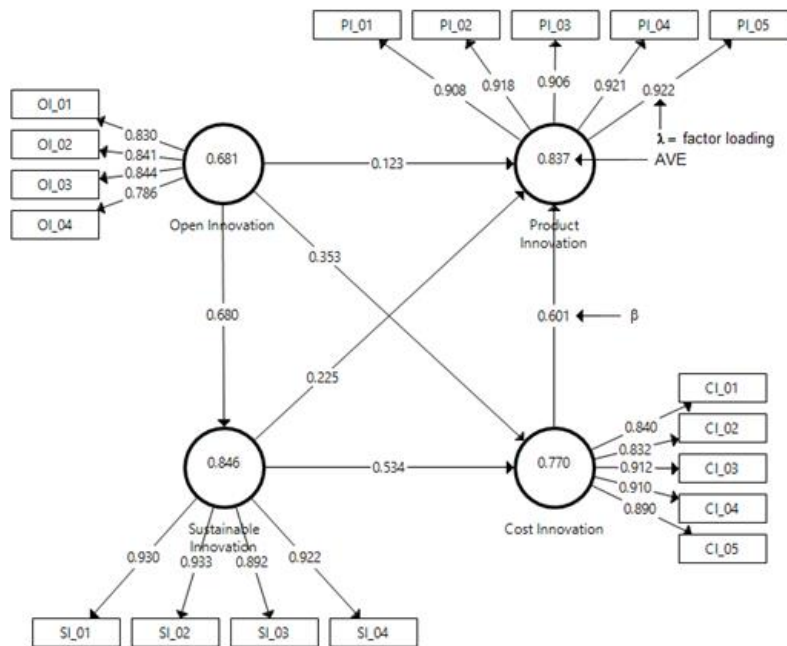 PI_01
PI_02
PI_03
PI_04
PI_05
0.908
0.918
0.906
0.921
0.922
OI_01
OI_02
OI_03
OI_04
0.830
0.841
0.844
0.786
0.681
Open Innovation
0.123
0.837
Product
Innovation
λ = factor loading
AVE
0.353
0.680
0.601
β
0.225
0.846
Sustainable
Innovation
0.534
0.770
Cost Innovation
CI_01
CI_02
CI_03
CI_04
CI_05
0.840
0.832
0.912
0.910
0.890
0.930
0.933
0.892
0.922
SI_01
SI_02
SI_03
SI_04